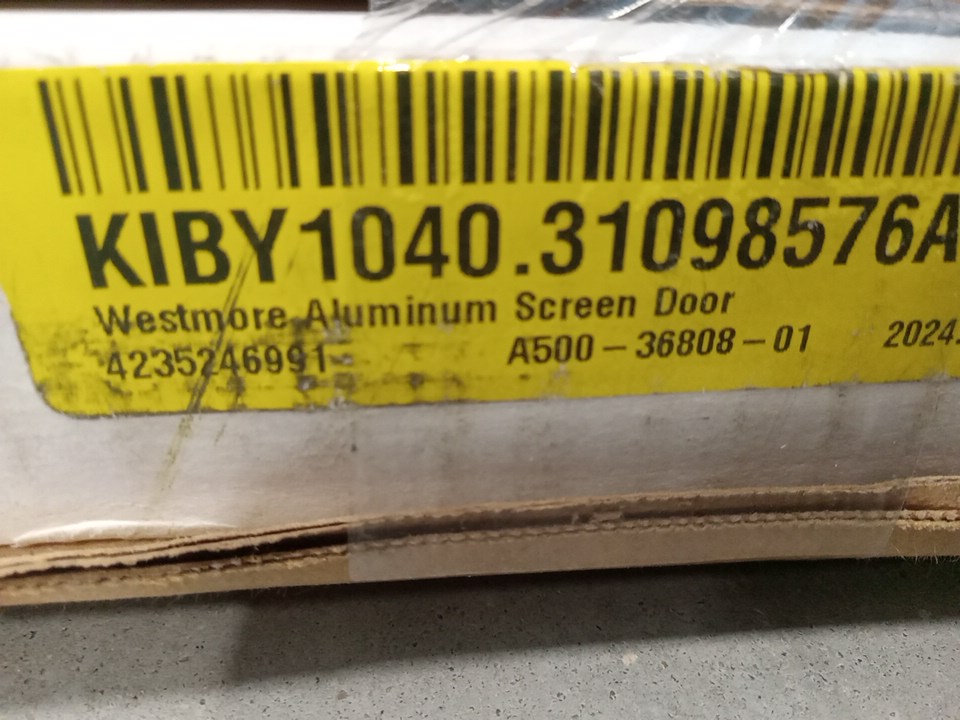 KIBY1040.31098576A
Westmore Aluminum Screen Door
4235246991-
A500-36808-01
2024.